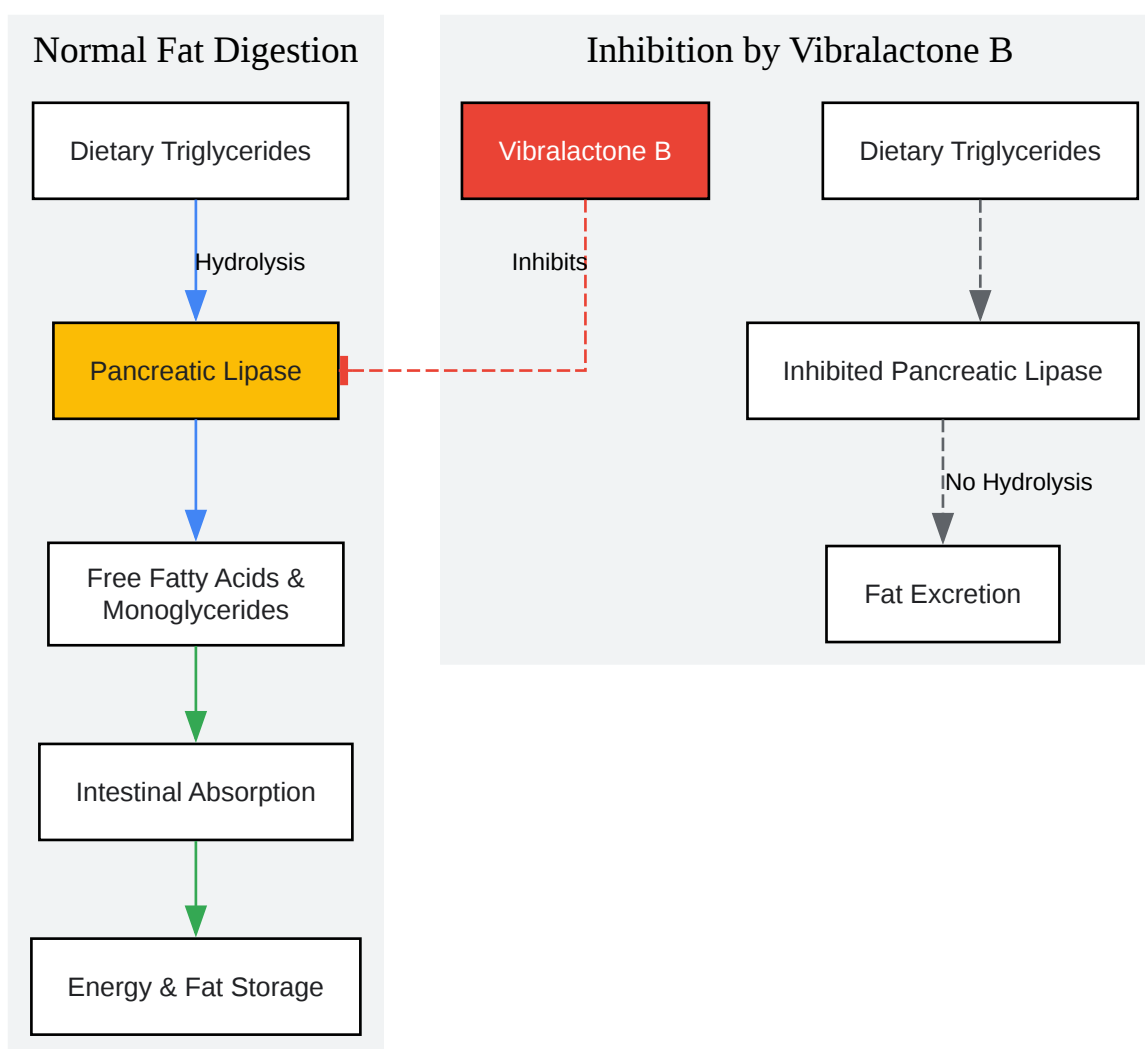 Normal Fat Digestion
Dietary Triglycerides
Hydrolysis
Pancreatic Lipase
Free Fatty Acids &
Monoglycerides
Intestinal Absorption
Energy & Fat Storage
Inhibition by Vibralactone B
Vibralactone B
Inhibits
Dietary Triglycerides
Inhibited Pancreatic Lipase
No Hydrolysis
Fat Excretion